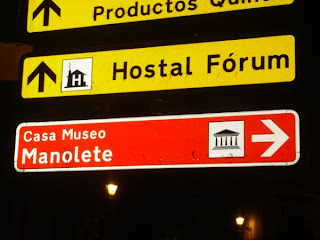 Productos
Hostal Fórum
Casa Museo
Manolete